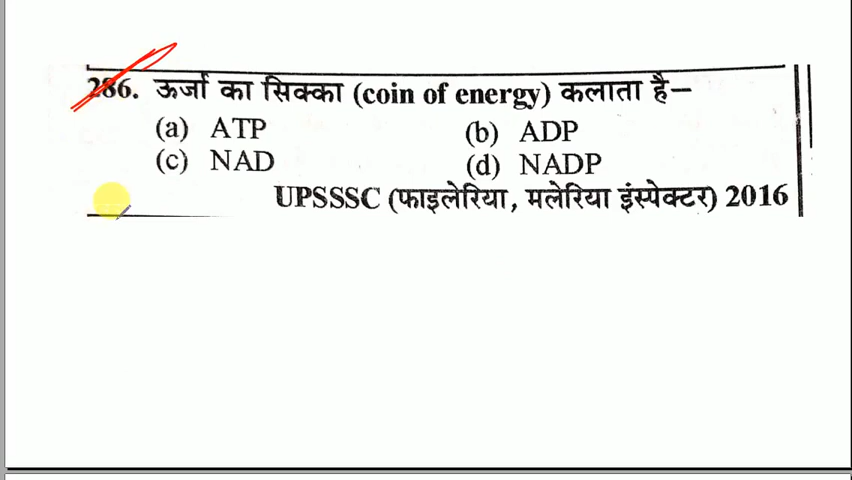 286. ऊर्जा का सिक्का (coin of energy) कलाता है–
(a) ATP (b) ADP
(c) NAD (d) NADP
UPSSSC (फाइलेरिया, मलेरिया इंस्पेक्टर) 2016